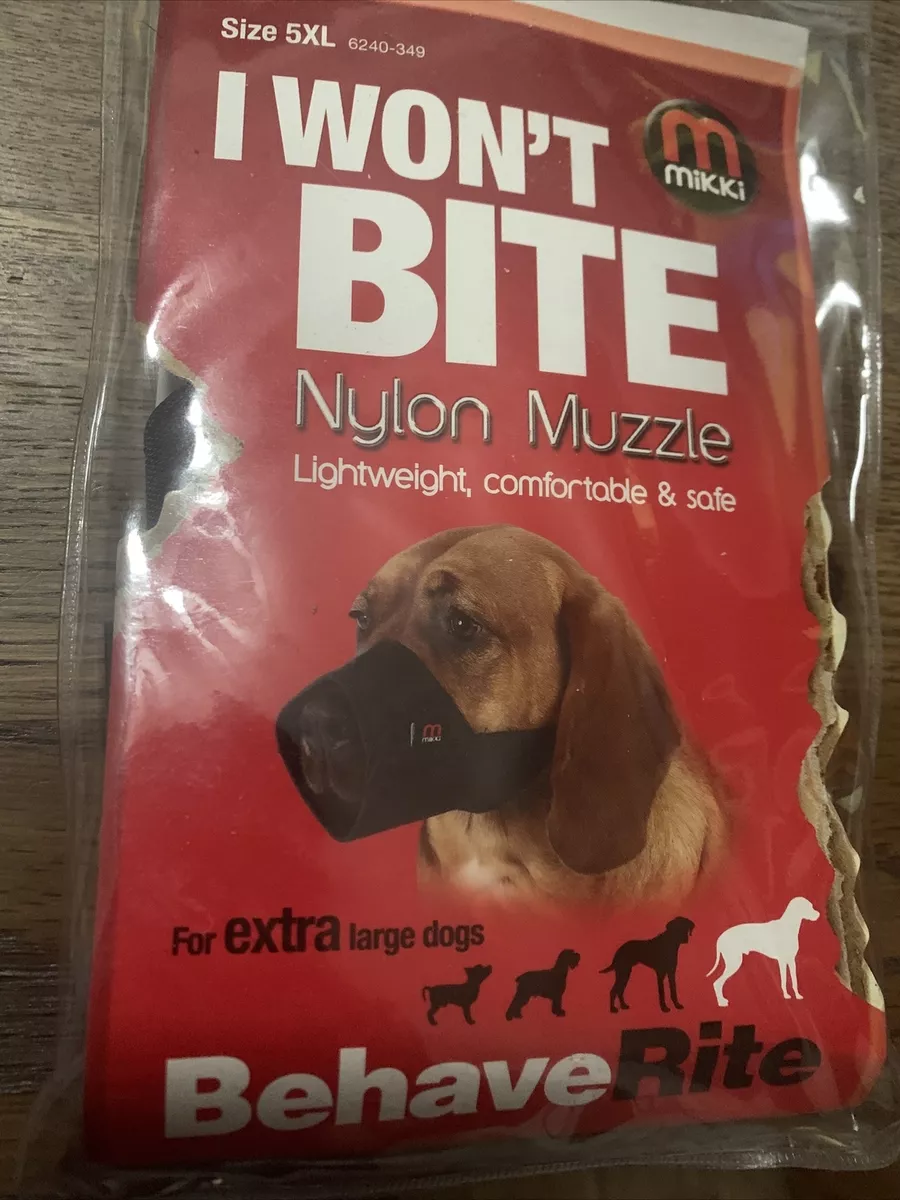 Size 5XL 6240-349
I WON'T
BITE
m
mikki
Nylon Muzzle
Lightweight, comfortable & safe
m
mikki
For extra large dogs
BehaveRite